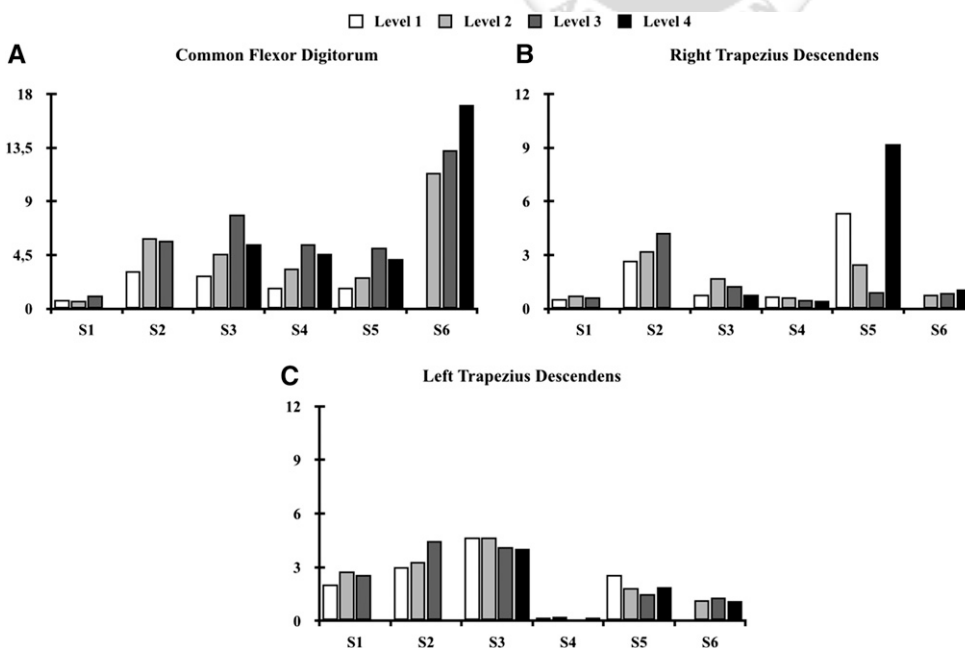 Level 1 Level 2 Level 3 Level 4
A Common Flexor Digitorum
18
13,5
9
4,5
0
S1 S2 S3 S4 S5 S6
B Right Trapezius Descendens
12
9
6
3
0
S1 S2 S3 S4 S5 S6
C Left Trapezius Descendens
12
9
6
3
0
S1 S2 S3 S4 S5 S6